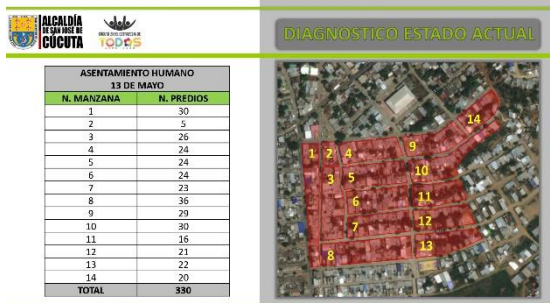 ALCALDÍA
DE SAN JOSÉ DE
CÚCUTA
TODOS
DIAGNOSTICO ESTADO ACTUAL
ASENTAMIENTO HUMANO
13 DE MAYO
N. MANZANA N. PREDIOS
1 30
2 5
3 26
4 24
5 24
6 24
7 23
8 36
9 29
10 30
11 16
12 21
13 22
14 20
TOTAL 330
14
1 2 4 9
3 5 10
6 11
7 12
8 13